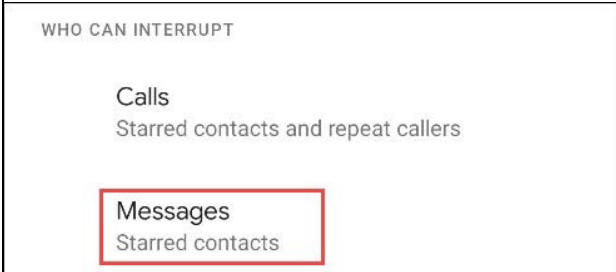 WHO CAN INTERRUPT
Calls
Starred contacts and repeat callers
Messages
Starred contacts